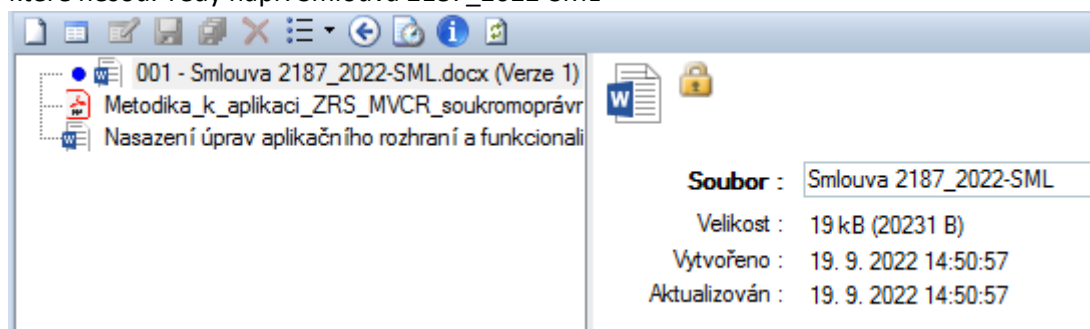 001 - Smlouva 2187_2022-SML.docx (Verze 1)
Metodika_k_aplikaci_ZRS_MVCR_soukromoprávr
Nasazení úprav aplikačního rozhraní a funkcionali
Soubor : Smlouva 2187_2022-SML
Velikost : 19 kB (20231 B)
Vytvořeno : 19. 9. 2022 14:50:57
Aktualizován : 19. 9. 2022 14:50:57